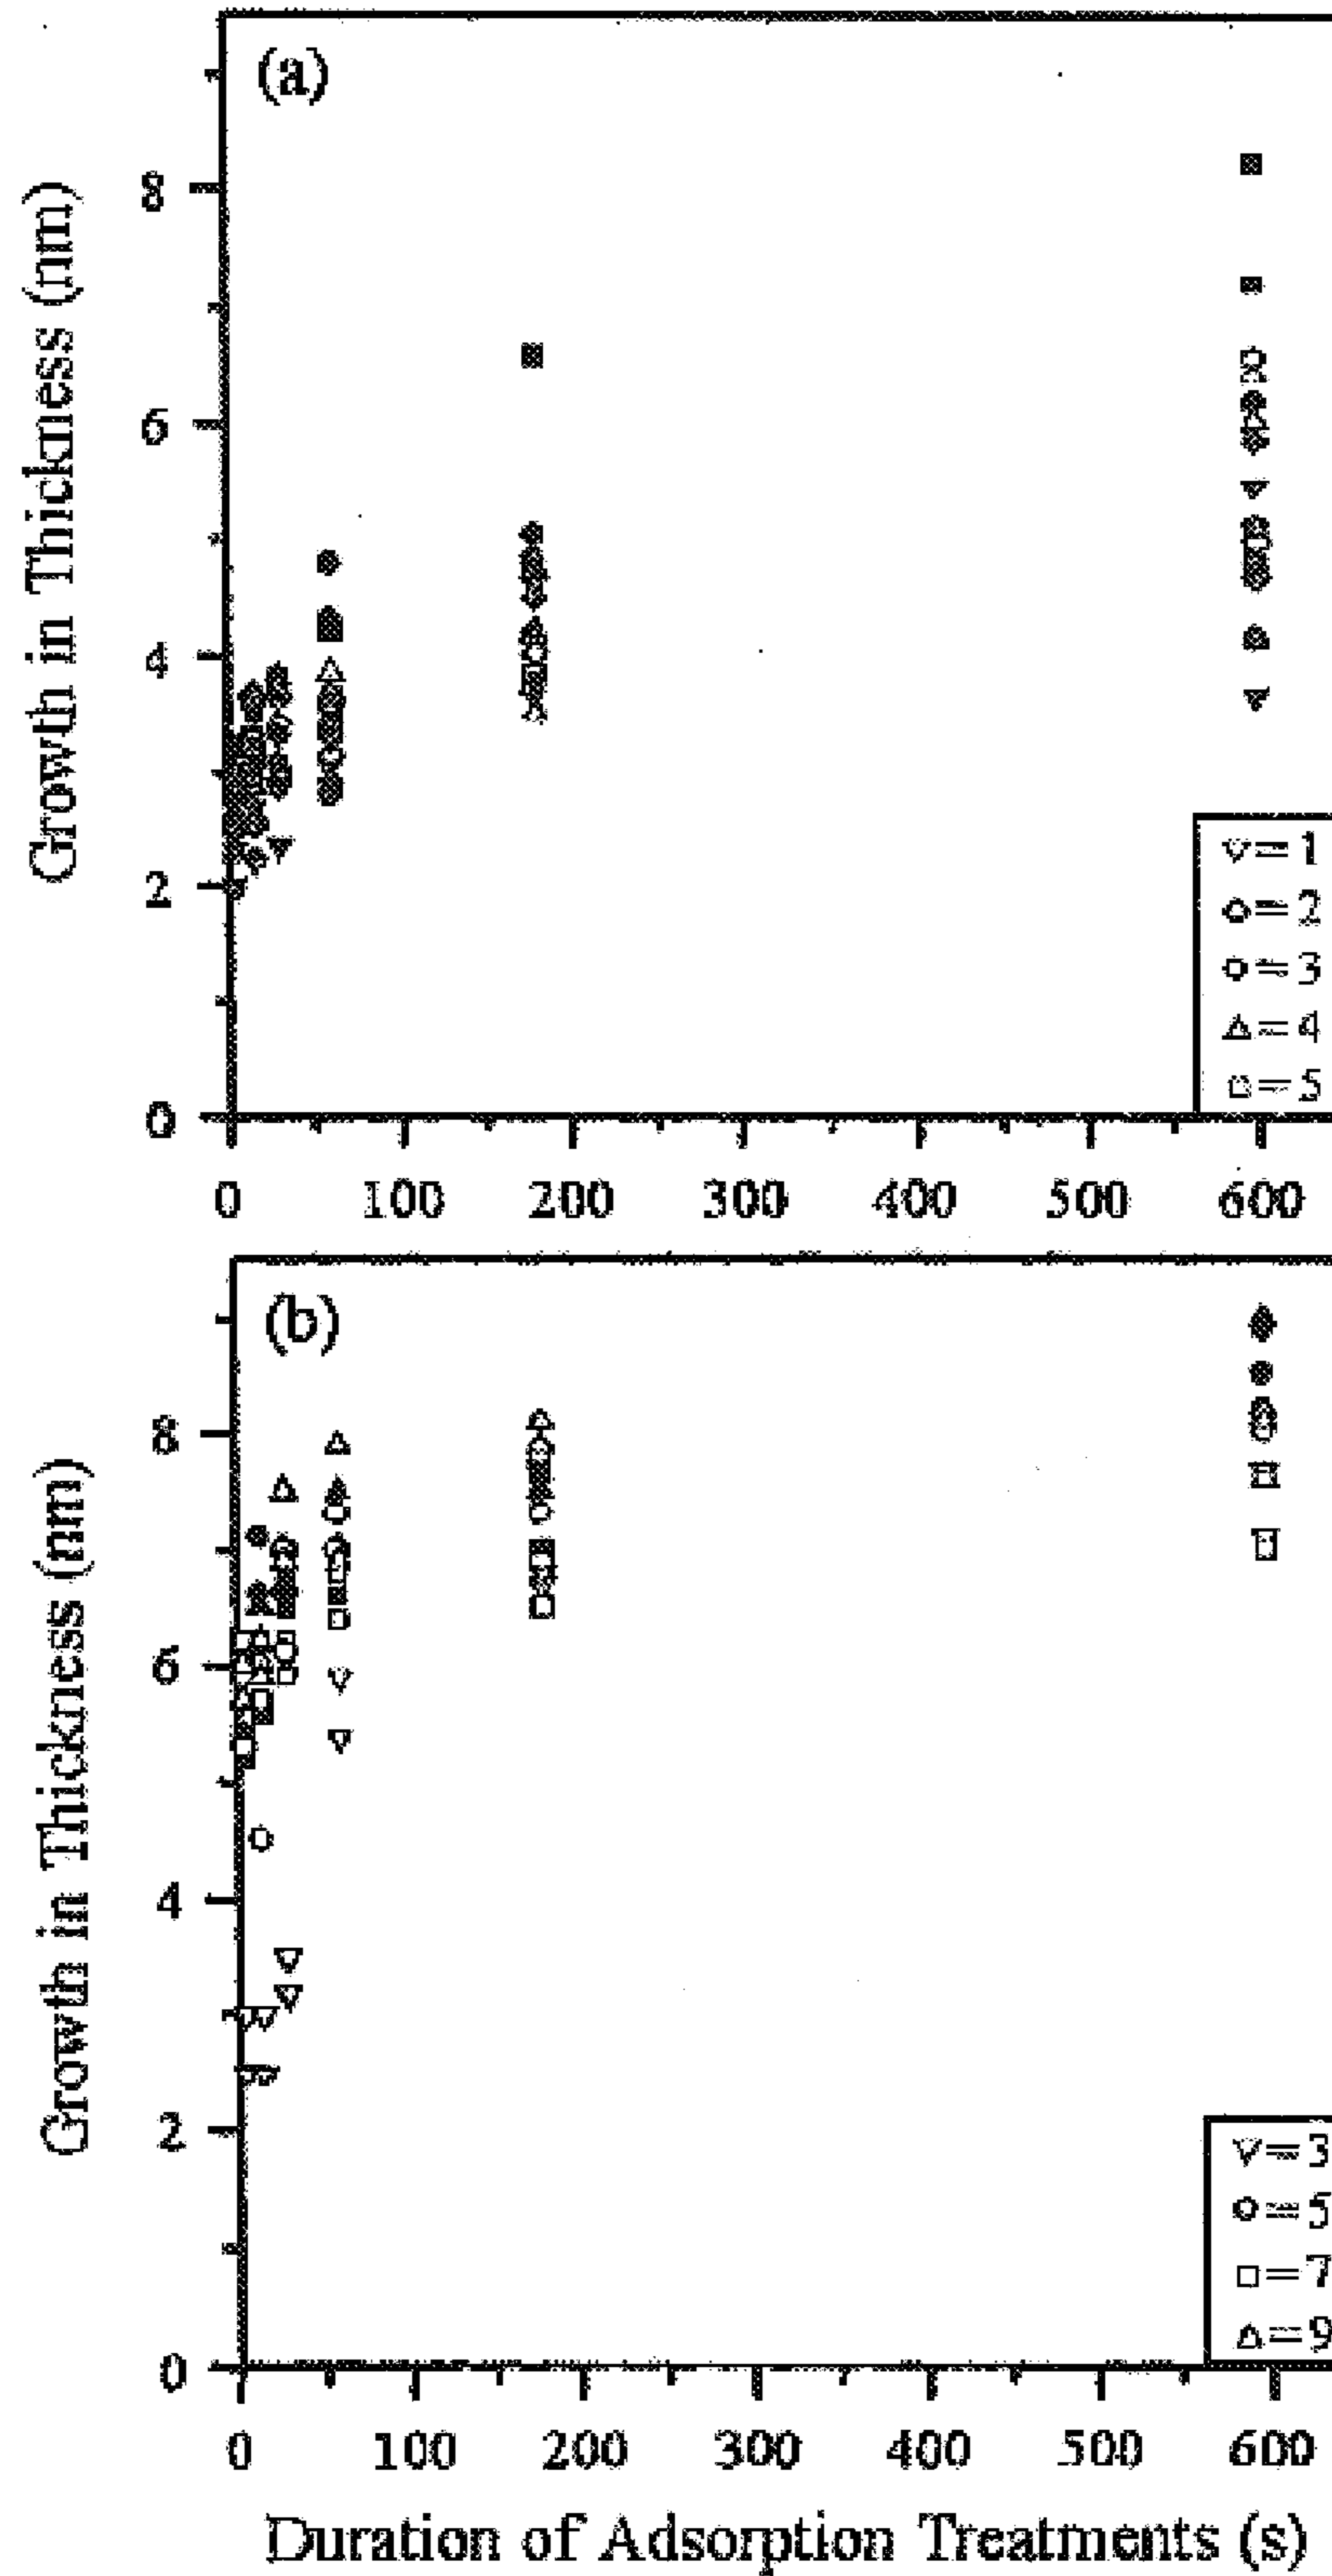 (a)
Growth in Thickness (nm)
8
6
4
2
0
▽=1
◇=2
○=3
△=4
□=5
0 100 200 300 400 500 600
(b)
Growth in Thickness (nm)
8
6
4
2
0
▽=3
○=5
□=7
△=9
0 100 200 300 400 500 600
Duration of Adsorption Treatments (s)